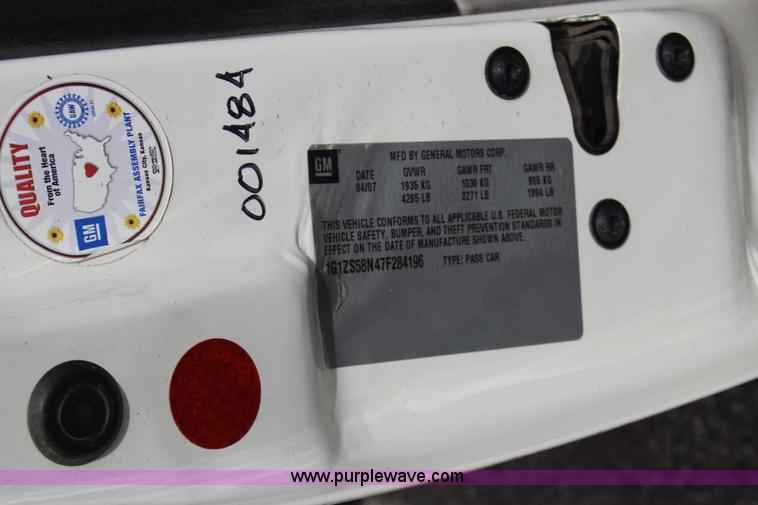 UAW
LOCAL 31
QUALITY
From the Heart
of America
FAIRFAX ASSEMBLY PLANT
Kansas City, Kansas
GM
001484
GM
MFD BY GENERAL MOTORS CORP.
DATE GVWR GAWR FRT GAWR RR
04/07 1935 KG 1030 KG 905 KG
4265 LB 2271 LB 1994 LB
THIS VEHICLE CONFORMS TO ALL APPLICABLE U.S. FEDERAL MOTOR
VEHICLE SAFETY, BUMPER, AND THEFT PREVENTION STANDARDS IN
EFFECT ON THE DATE OF MANUFACTURE SHOWN ABOVE.
1G1ZS58N47F284196 TYPE: PASS CAR
www.purplewave.com